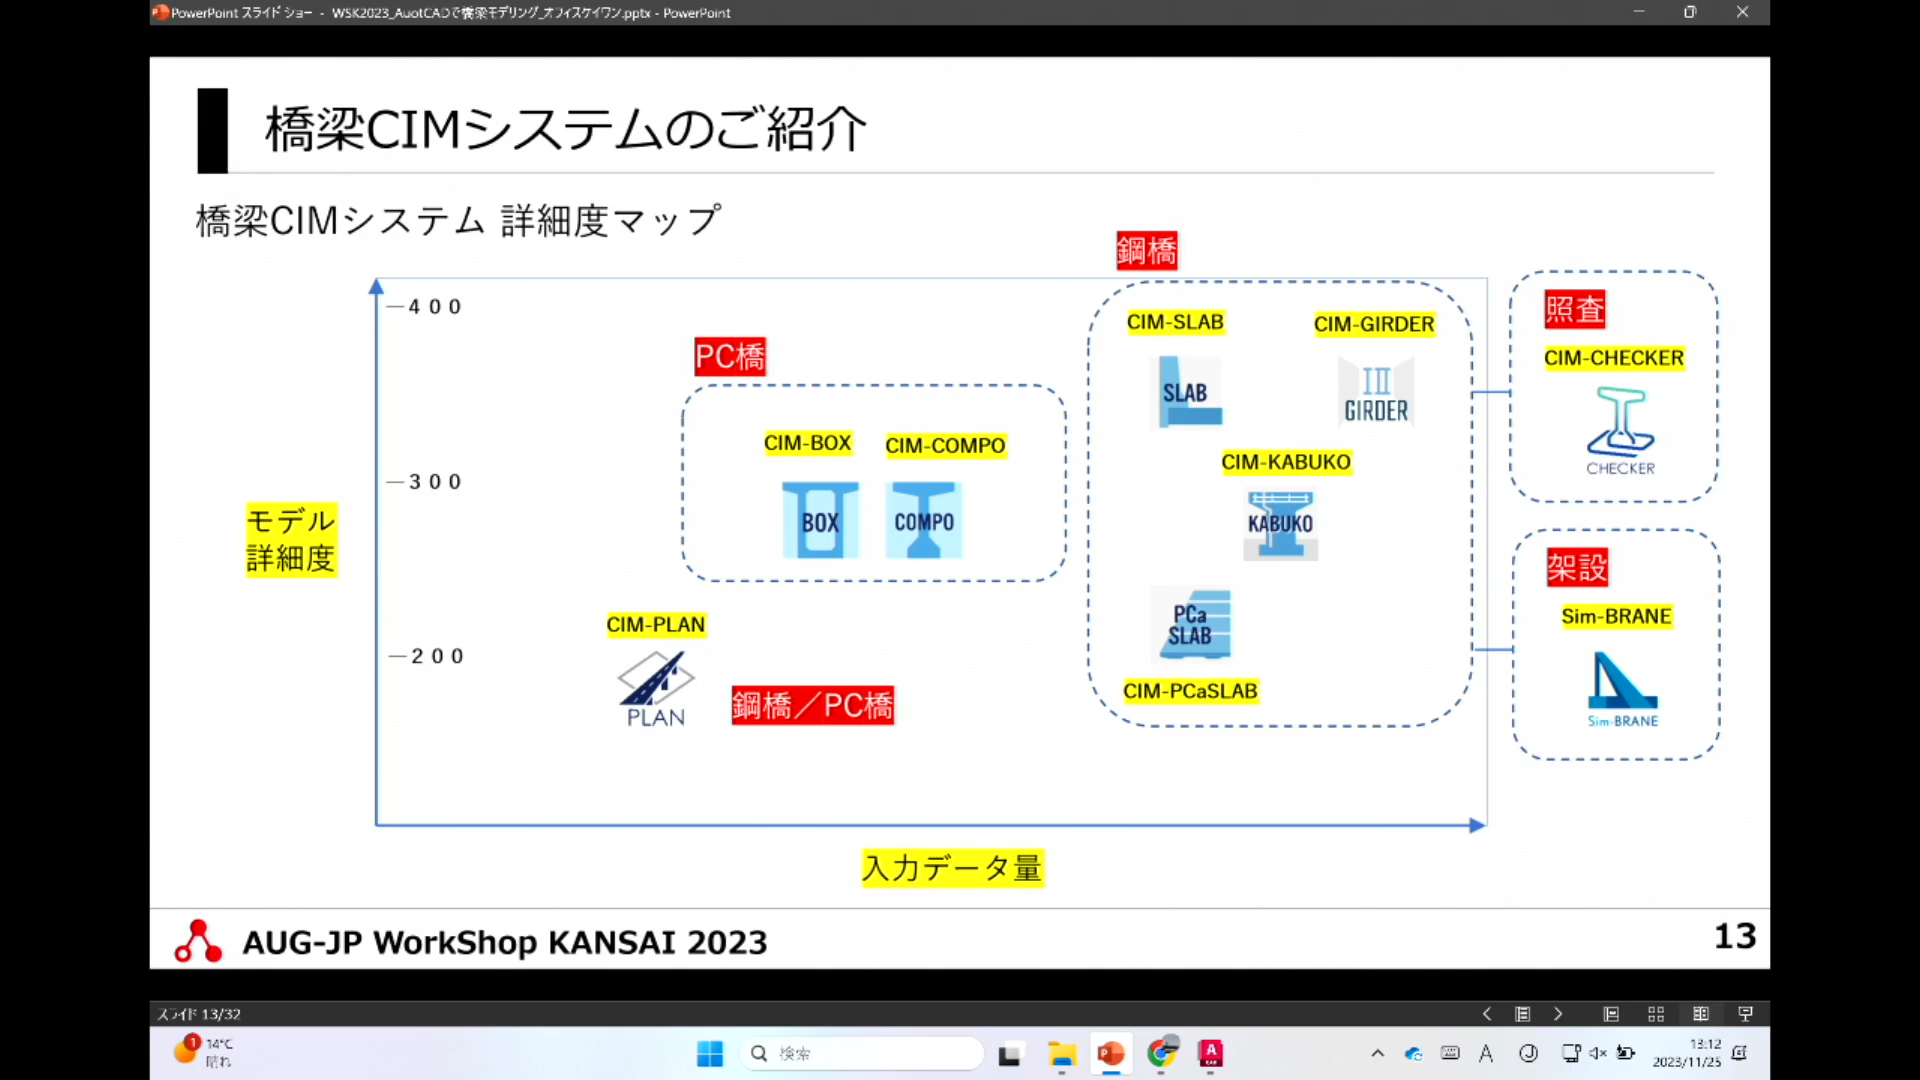 PowerPoint スライド ショー - WSK2023_AuotCADで橋梁モデリング_オフィスケイワン.pptx - PowerPoint
橋梁CIMシステムのご紹介
橋梁CIMシステム 詳細度マップ
鋼橋
照査
CIM-SLAB
CIM-GIRDER
CIM-CHECKER
―４００
PC橋
SLAB
III
GIRDER
CHECKER
CIM-BOX
CIM-COMPO
CIM-KABUKO
―３００
モデル
詳細度
BOX
COMPO
KABUKO
架設
Sim-BRANE
CIM-PLAN
PCa
SLAB
―２００
PLAN
鋼橋／PC橋
CIM-PCaSLAB
Sim-BRANE
入力データ量
AUG-JP WorkShop KANSAI 2023
13
スライド 13/32
1
14°C
晴れ
検索
A
CAD
A
13:12
2023/11/25